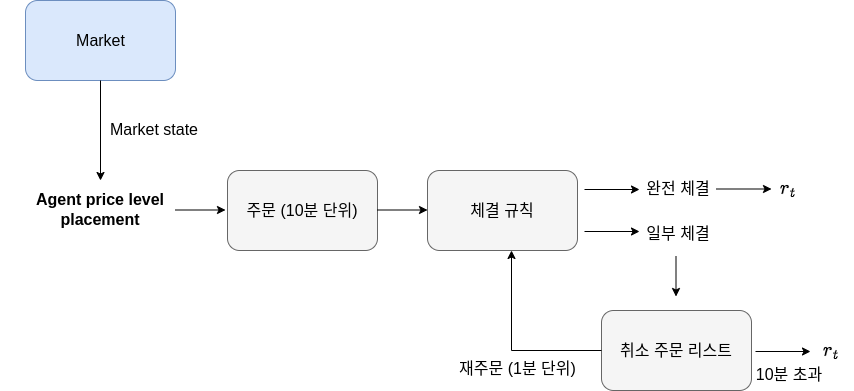 Market
Market state
Agent price level
placement
주문 (10분 단위)
체결 규칙
완전 체결
r_t
일부 체결
취소 주문 리스트
r_t
재주문 (1분 단위)
10분 초과